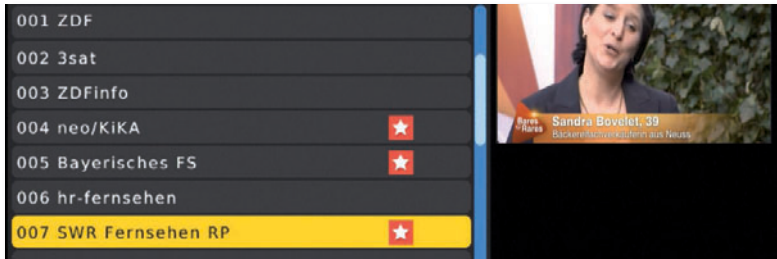 001 ZDF
002 3sat
003 ZDFinfo
004 neo/KiKA
005 Bayerisches FS
006 hr-fernsehen
007 SWR Fernsehen RP
Bares
für Rares
Sandra Bovelet, 39
Bäckereifachverkäuferin aus Neuss